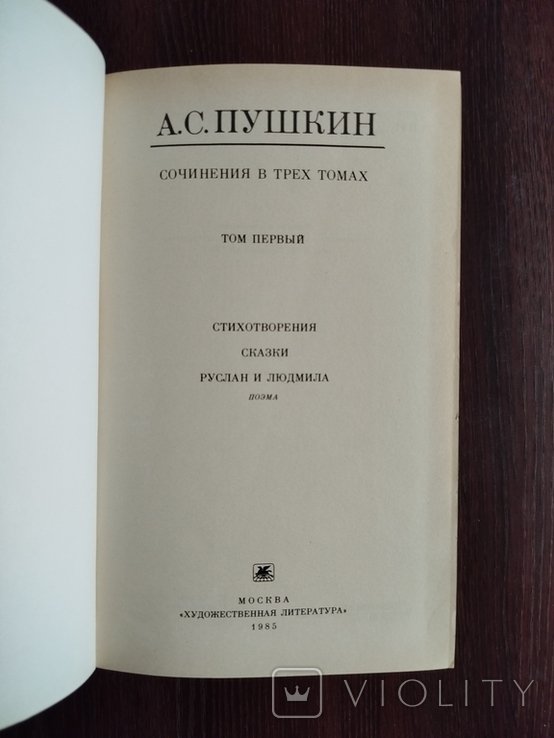 А.С.ПУШКИН
СОЧИНЕНИЯ В ТРЕХ ТОМАХ
ТОМ ПЕРВЫЙ
СТИХОТВОРЕНИЯ
СКАЗКИ
РУСЛАН И ЛЮДМИЛА
ПОЭМА
МОСКВА
«ХУДОЖЕСТВЕННАЯ ЛИТЕРАТУРА»
1985
VIOLITY